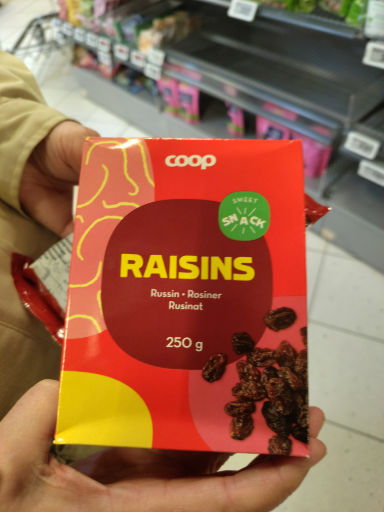 coop
SWEET
SNACK
RAISINS
Russin • Rosiner
Rusinat
250 g